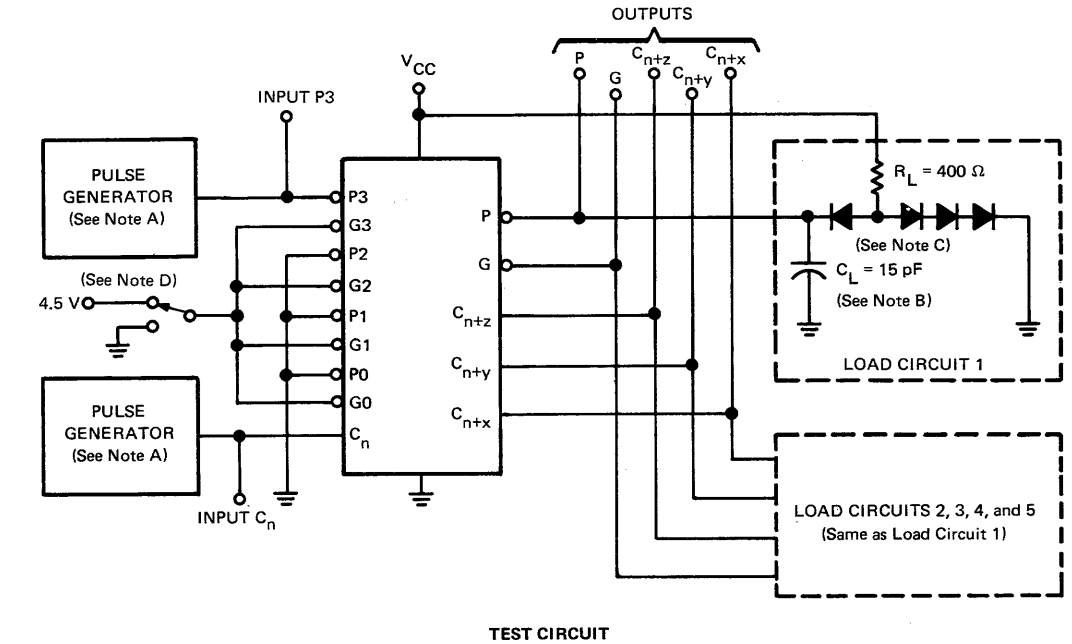 OUTPUTS
P
G
Cn+z
Cn+y
Cn+x
VCC
INPUT P3
PULSE
GENERATOR
(See Note A)
(See Note D)
4.5 V
PULSE
GENERATOR
(See Note A)
INPUT Cn
P3
G3
P2
G2
P1
G1
P0
G0
Cn
P
G
Cn+z
Cn+y
Cn+x
RL = 400 Ω
(See Note C)
CL = 15 pF
(See Note B)
LOAD CIRCUIT 1
LOAD CIRCUITS 2, 3, 4, and 5
(Same as Load Circuit 1)
TEST CIRCUIT